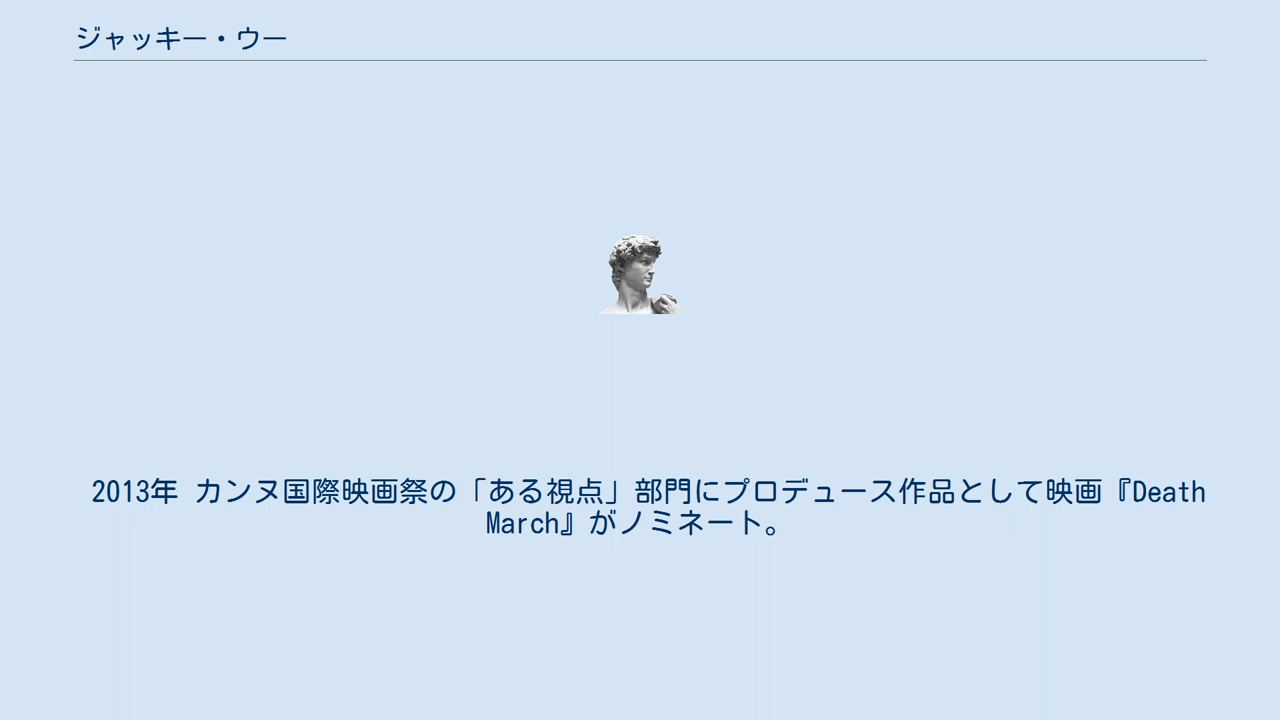 ジャッキー・ウー
2013年 カンヌ国際映画祭の「ある視点」部門にプロデュース作品として映画『Death
March』がノミネート。